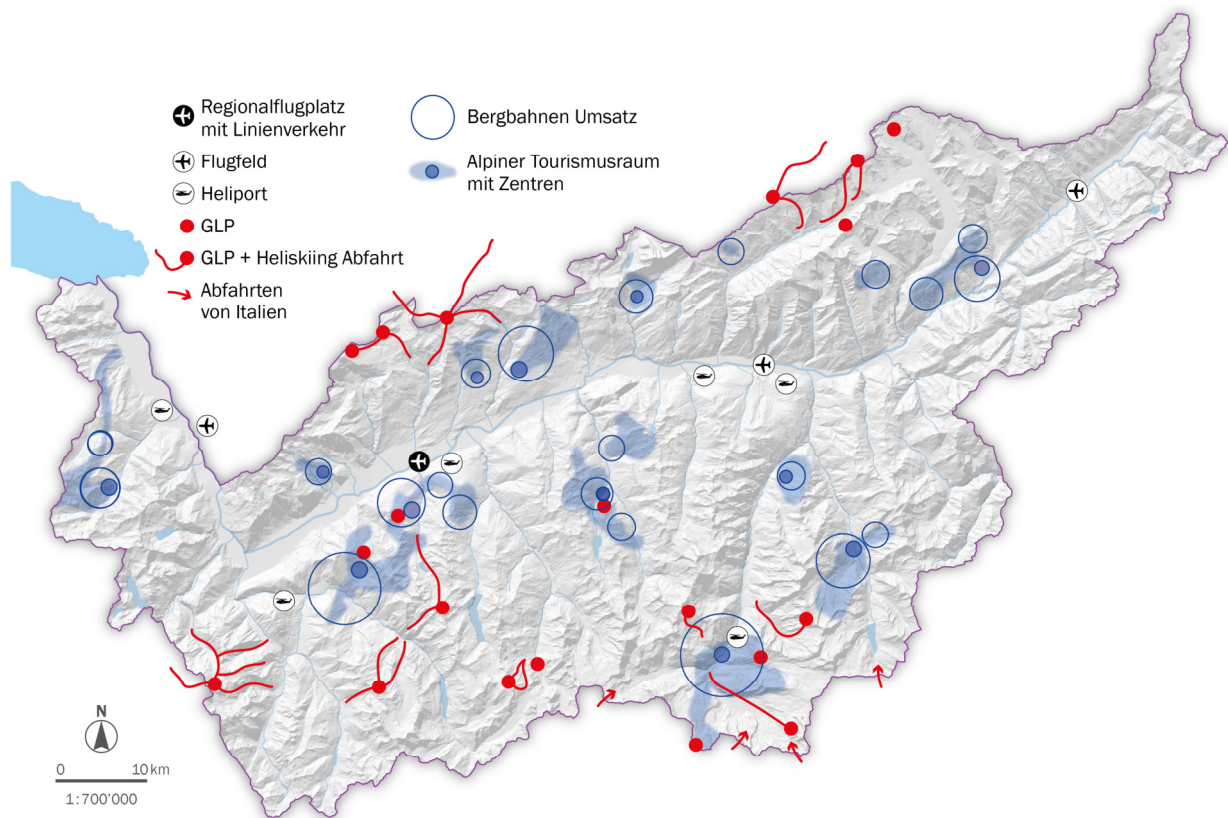 Regionalflugplatz
mit Linienverkehr
Flugfeld
Heliport
GLP
GLP + Heliskiing Abfahrt
Abfahrten
von Italien
Bergbahnen Umsatz
Alpiner Tourismusraum
mit Zentren
N
0 10 km
1:700'000